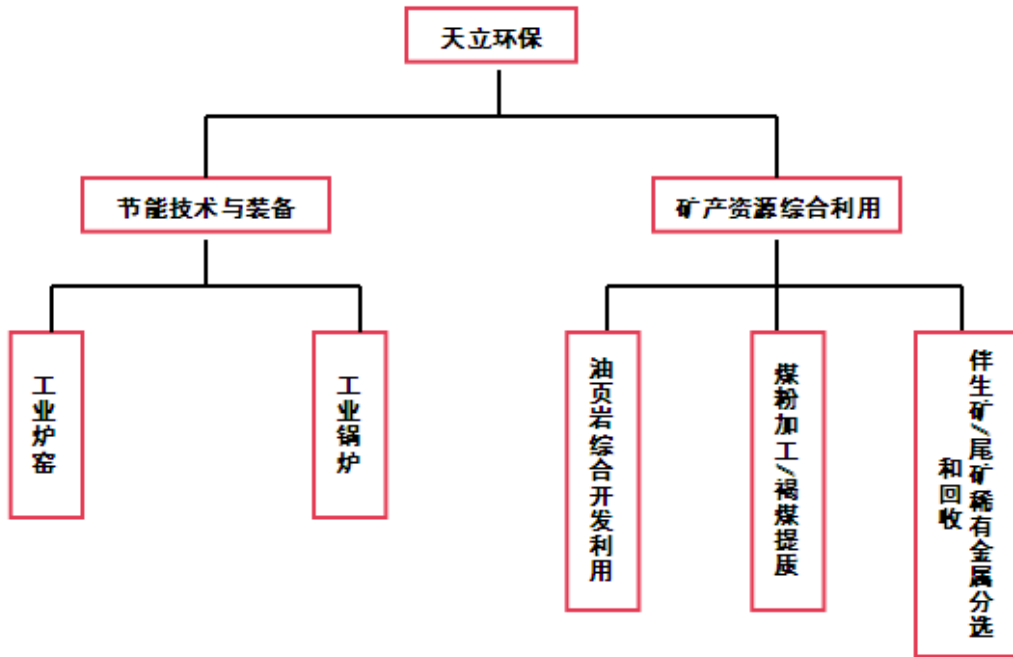 天立环保
节能技术与装备
矿产资源综合利用
工业炉窑
工业锅炉
油页岩综合开发利用
煤粉加工/褐煤提质
伴生矿/尾矿稀有金属分选
和回收